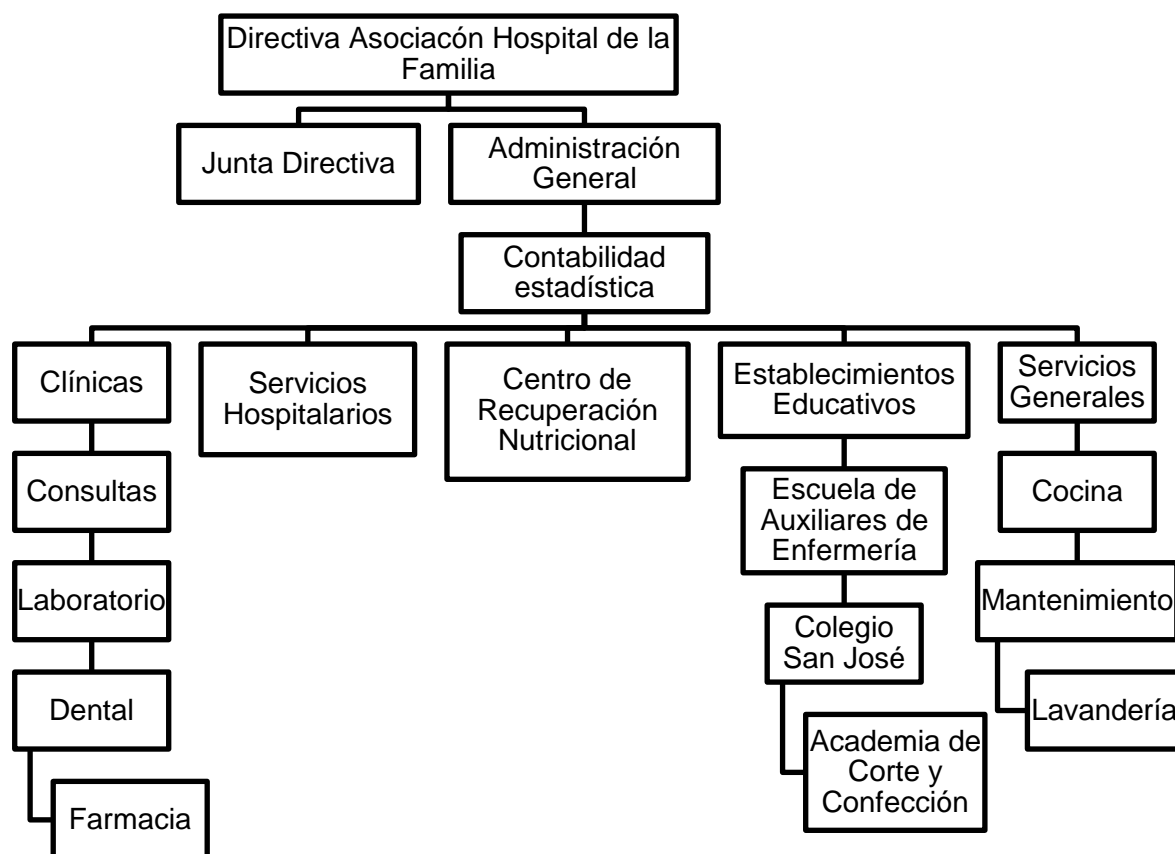 Directiva Asociacón Hospital de la
Familia
Junta Directiva
Administración
General
Contabilidad
estadística
Clínicas
Servicios
Hospitalarios
Centro de
Recuperación
Nutricional
Establecimientos
Educativos
Servicios
Generales
Consultas
Escuela de
Auxiliares de
Enfermería
Cocina
Laboratorio
Colegio
San José
Mantenimiento
Dental
Academia de
Corte y
Confección
Lavandería
Farmacia